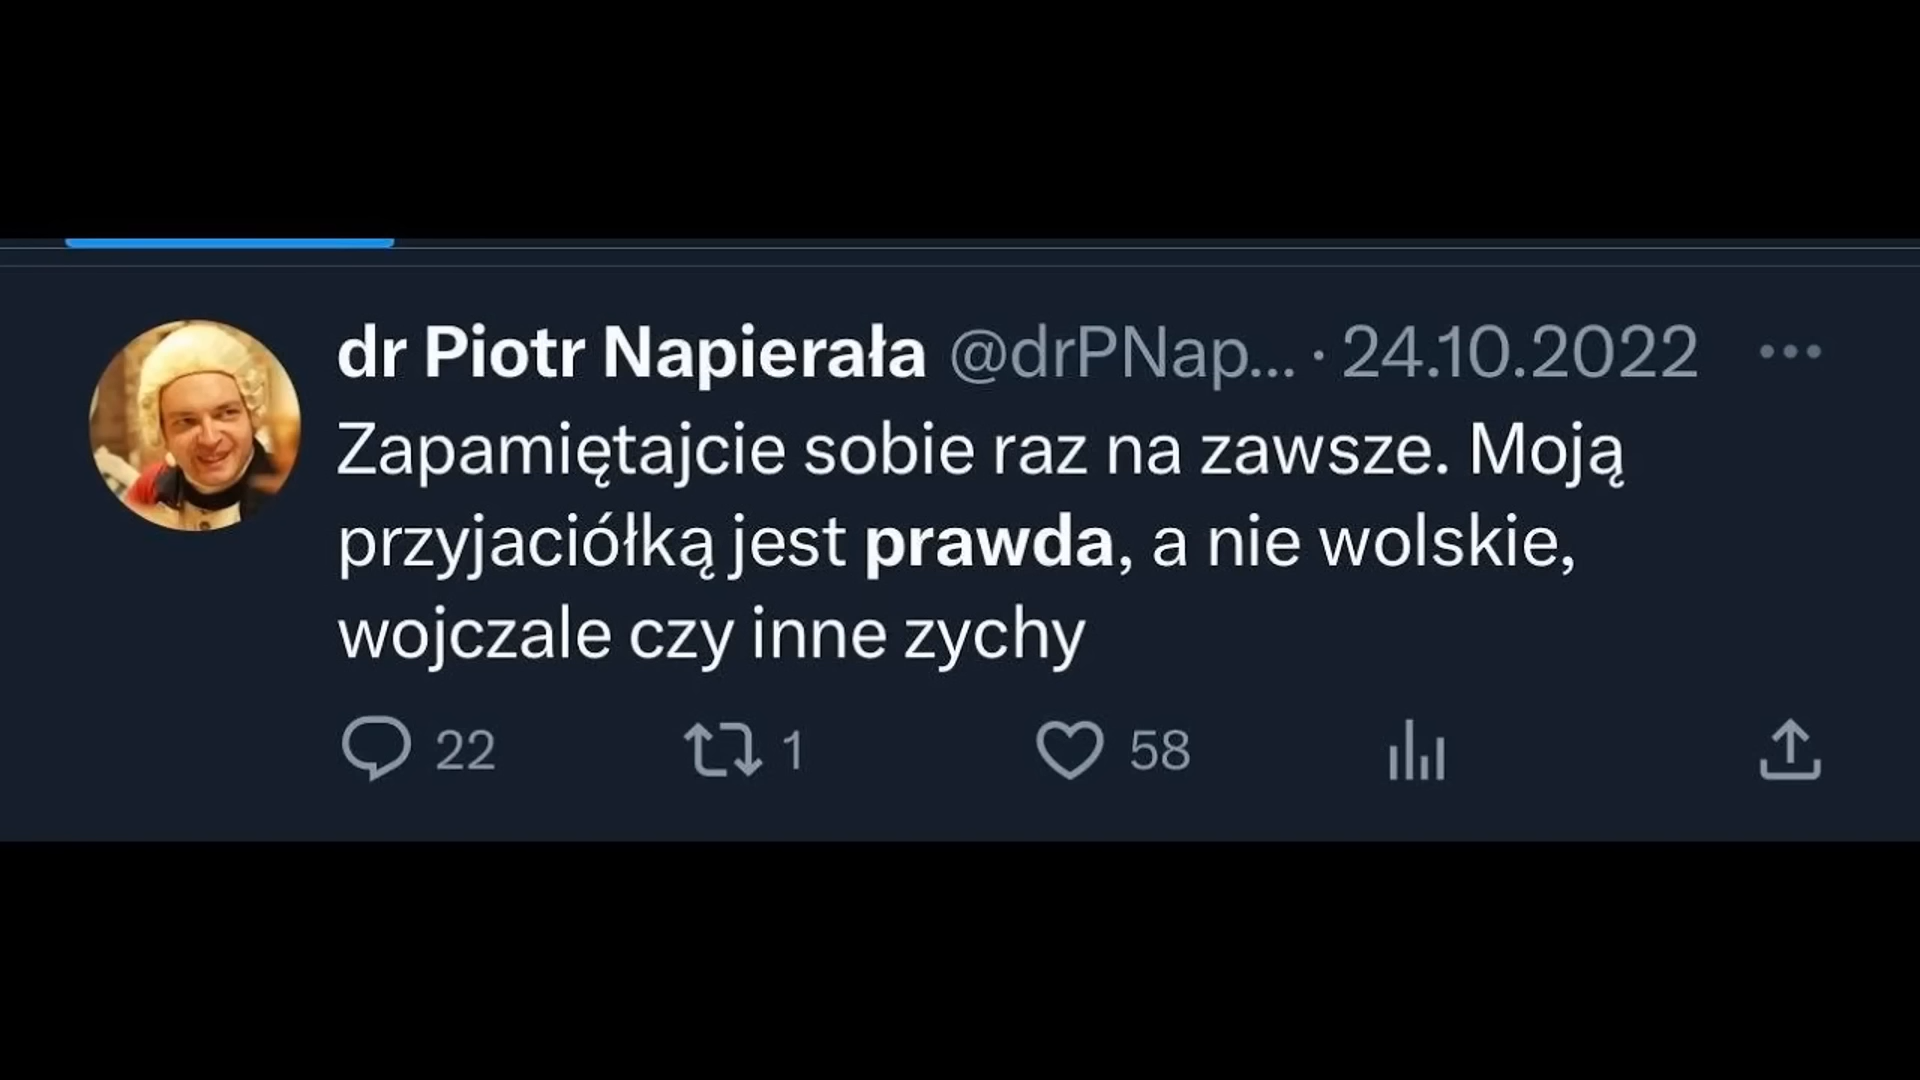 dr Piotr Napierała @drPNap... · 24.10.2022
Zapamiętajcie sobie raz na zawsze. Moją
przyjaciółką jest prawda, a nie wolskie,
wojczale czy inne zychy
22 1 58